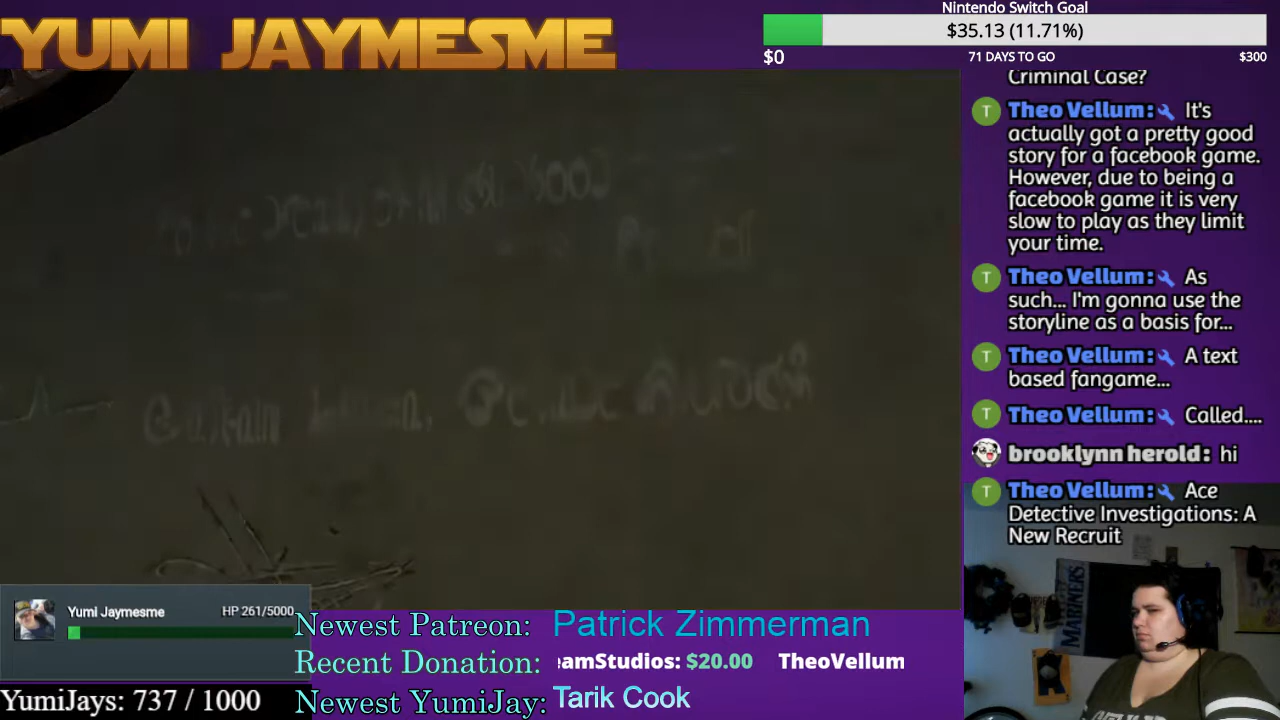 YUMI JAYMESME
Nintendo Switch Goal
$35.13 (11.71%)
$0
71 DAYS TO GO
$300
Criminal Case?
Theo Vellum: It's
actually got a pretty good
story for a facebook game.
However, due to being a
facebook game it is very
slow to play as they limit
your time.
Theo Vellum: As
such... I'm gonna use the
storyline as a basis for...
Theo Vellum: A text
based fangame...
Theo Vellum: Called....
brooklynn herold: hi
Theo Vellum: Ace
Detective Investigations: A
New Recruit
MARINES
Yumi Jaymesme
HP 261/5000
Newest Patreon: Patrick Zimmerman
Recent Donation: eamStudios: $20.00 TheoVellum
YumiJays: 737 / 1000
Newest YumiJay: Tarik Cook